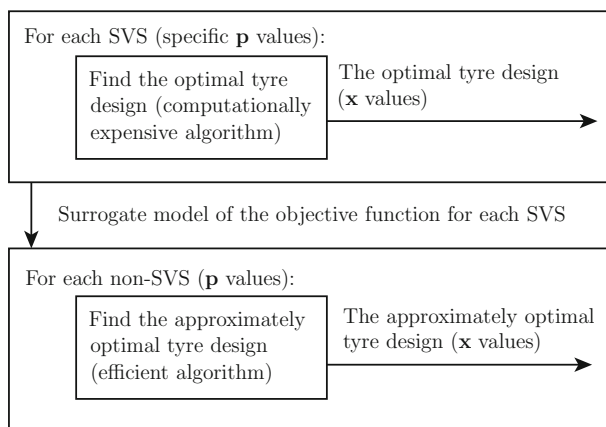 For each SVS (specific p values):
Find the optimal tyre
design (computationally
expensive algorithm)
The optimal tyre design
(x values)
Surrogate model of the objective function for each SVS
For each non-SVS (p values):
Find the approximately
optimal tyre design
(efficient algorithm)
The approximately optimal
tyre design (x values)